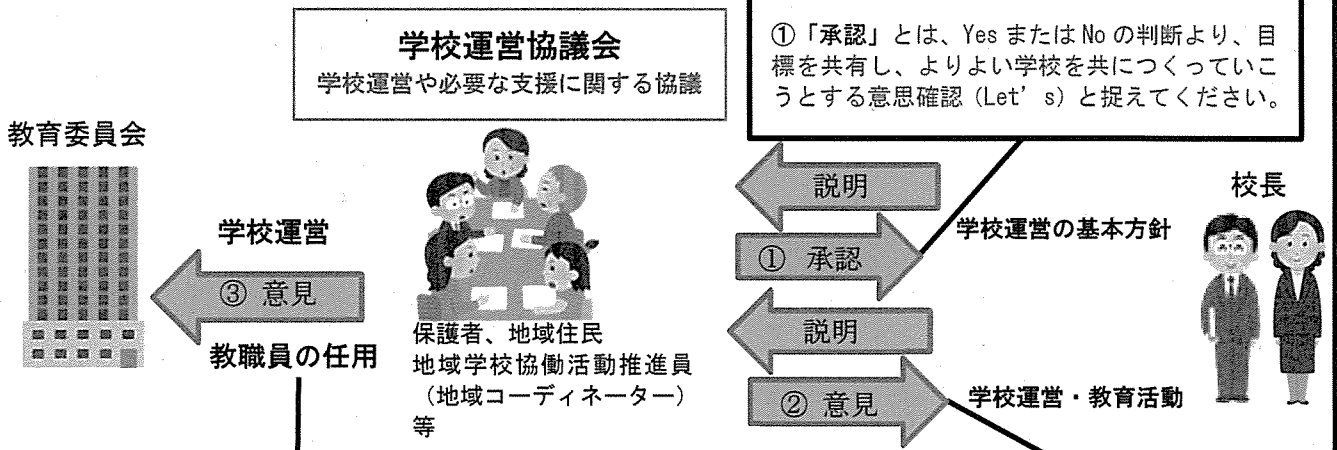 学校運営協議会
学校運営や必要な支援に関する協議
①「承認」とは、Yes または No の判断より、目
標を共有し、よりよい学校を共につくっていこ
うとする意思確認（Let's）と捉えてください。
教育委員会
学校運営
③ 意見
教職員の任用
保護者、地域住民
地域学校協働活動推進員
（地域コーディネーター）
等
説明
① 承認
学校運営の基本方針
説明
② 意見
学校運営・教育活動
校長